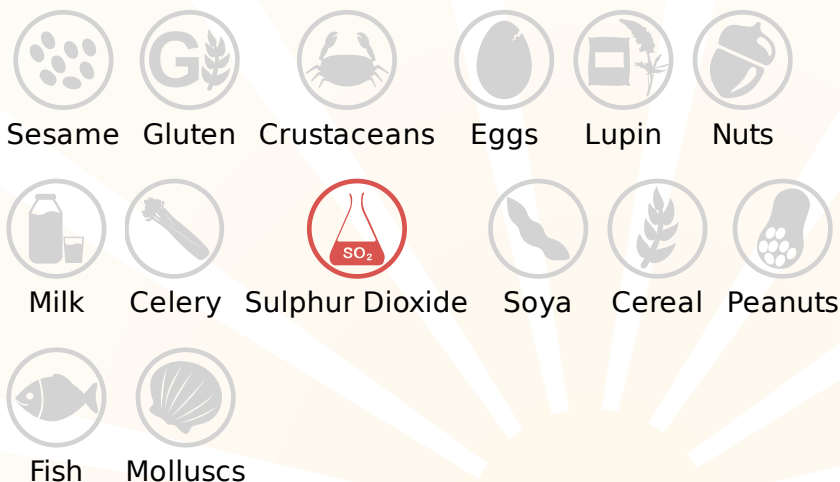 G
Sesame Gluten Crustaceans Eggs Lupin Nuts
SO₂
Milk Celery Sulphur Dioxide Soya Cereal Peanuts
Fish Molluscs